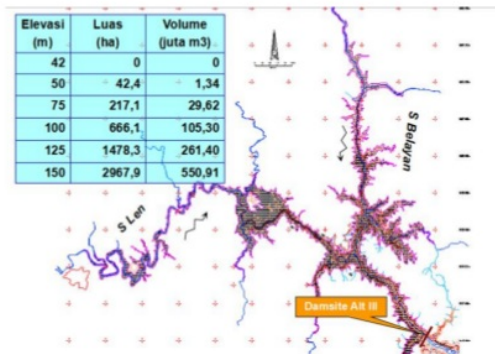 Elevasi (m) Luas (ha) Volume (juta m3)
42 0 0
50 42,4 1,34
75 217,1 29,62
100 666,1 105,30
125 1478,3 261,40
150 2967,9 550,91
S Belayan
S Len
Damsite Alt III